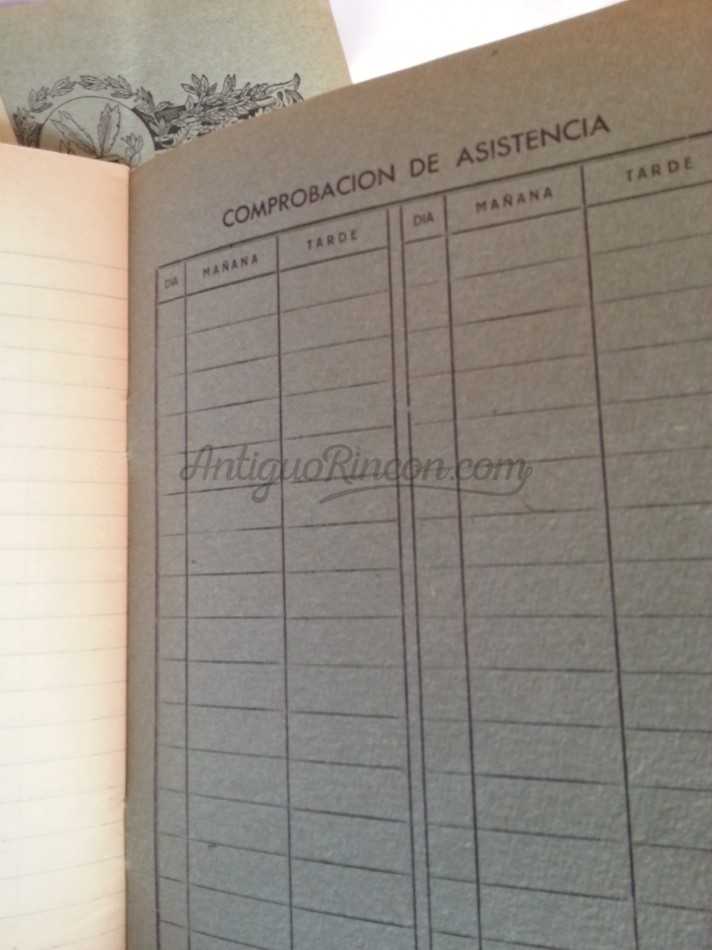 COMPROBACION DE ASISTENCIA
DIA MAÑANA TARDE DIA MAÑANA TARDE
AntiguoRincon.com